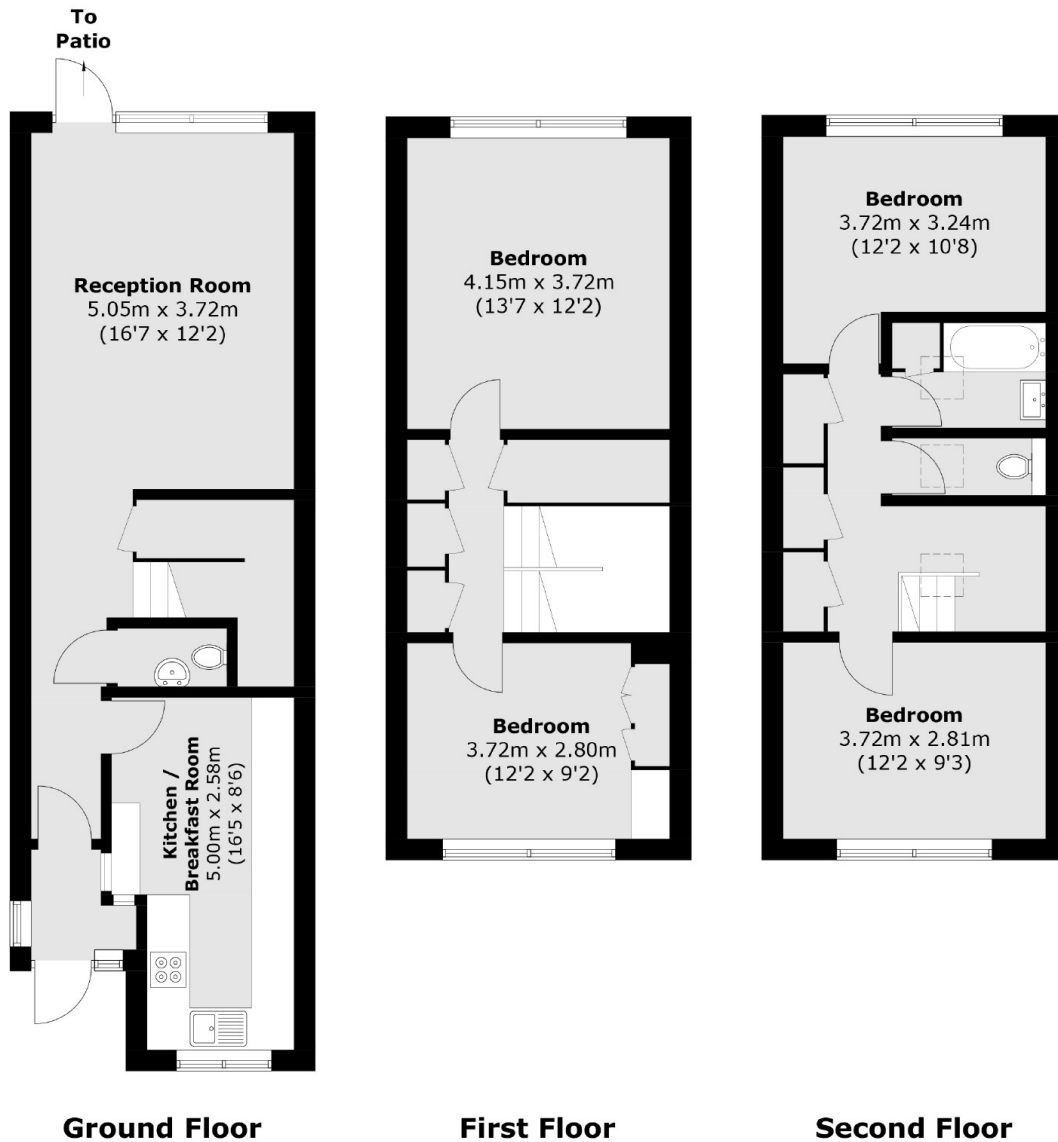 To
Patio
Reception Room
5.05m x 3.72m
(16'7 x 12'2)
Kitchen /
Breakfast Room
5.00m x 2.58m
(16'5 x 8'6)
Ground Floor
Bedroom
4.15m x 3.72m
(13'7 x 12'2)
Bedroom
3.72m x 2.80m
(12'2 x 9'2)
First Floor
Bedroom
3.72m x 3.24m
(12'2 x 10'8)
Bedroom
3.72m x 2.81m
(12'2 x 9'3)
Second Floor